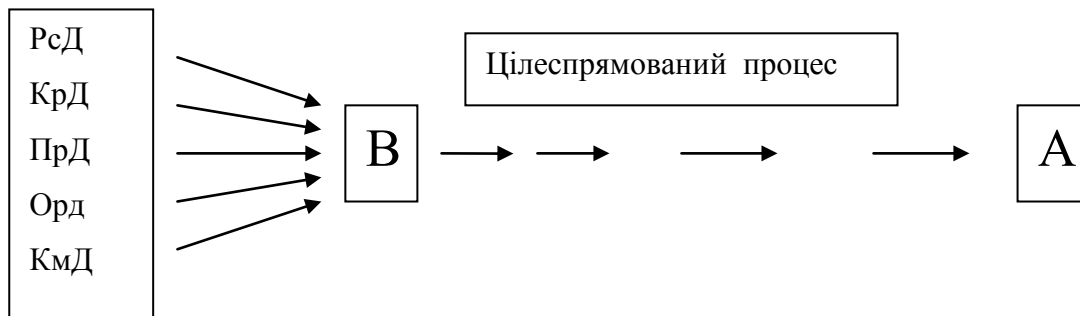 РсД
КрД
ПрД
Орд
КмД
Цілеспрямований процес
В
А